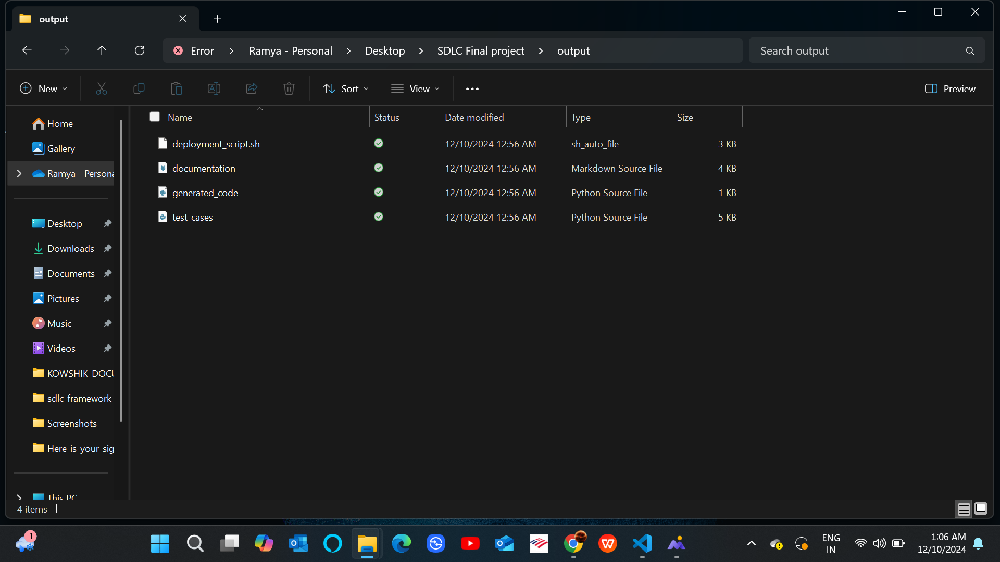 output
Error > Ramya - Personal > Desktop > SDLC Final project > output
Search output
New
Sort
View
Preview
Name Status Date modified Type Size
deployment_script.sh 12/10/2024 12:56 AM sh_auto_file 3 KB
documentation 12/10/2024 12:56 AM Markdown Source File 4 KB
generated_code 12/10/2024 12:56 AM Python Source File 1 KB
test_cases 12/10/2024 12:56 AM Python Source File 5 KB
Home
Gallery
Ramya - Persona
Desktop
Downloads
Documents
Pictures
Music
Videos
KOWSHIK_DOCU
sdlc_framework
Screenshots
Here_is_your_sig
This PC
4 items
1
ENG
IN
1:06 AM
12/10/2024